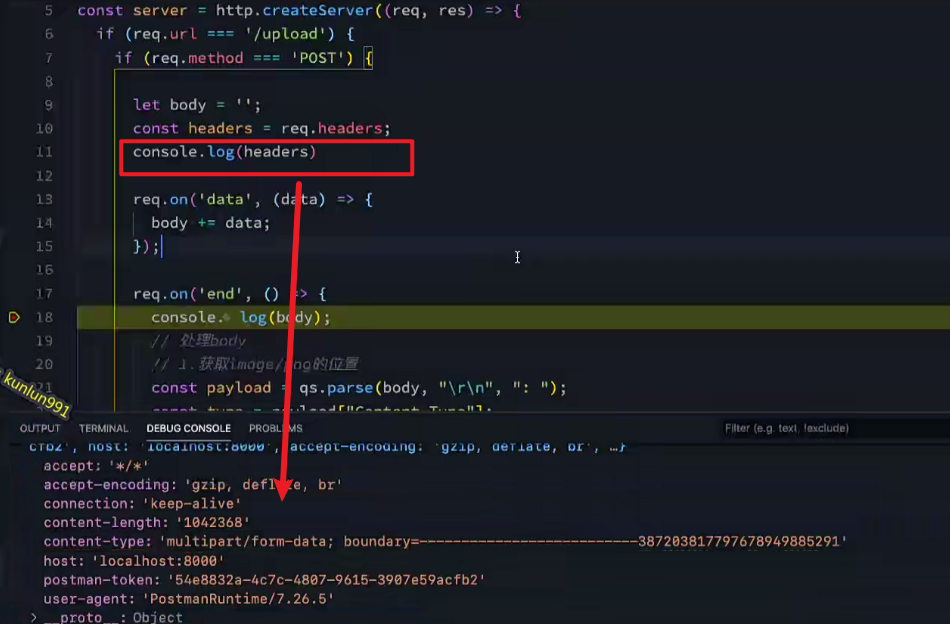 5 const server = http.createServer((req, res) => {
6 if (req.url === '/upload') {
7 if (req.method === 'POST') {
8
9 let body = '';
10 const headers = req.headers;
11 console.log(headers)
12
13 req.on('data', (data) => {
14 body += data;
15 });
16
17 req.on('end', () => {
18 console. log(body);
19 // 处理body
20 // 1.获取image/png的位置
21 const payload = qs.parse(body, "\r\n", ": ");
const type = payload["Content-Type"];
kunlun991
OUTPUT TERMINAL DEBUG CONSOLE PROBLEMS Filter (e.g. text, !exclude)
cfb2', host: 'localhost:8000', accept-encoding: 'gzip, deflate, br', …}
accept: '*/*'
accept-encoding: 'gzip, deflate, br'
connection: 'keep-alive'
content-length: '1042368'
content-type: 'multipart/form-data; boundary=--------------------------387203817797678949885291'
host: 'localhost:8000'
postman-token: '54e8832a-4c7c-4807-9615-3907e59acfb2'
user-agent: 'PostmanRuntime/7.26.5'
> __proto__: Object